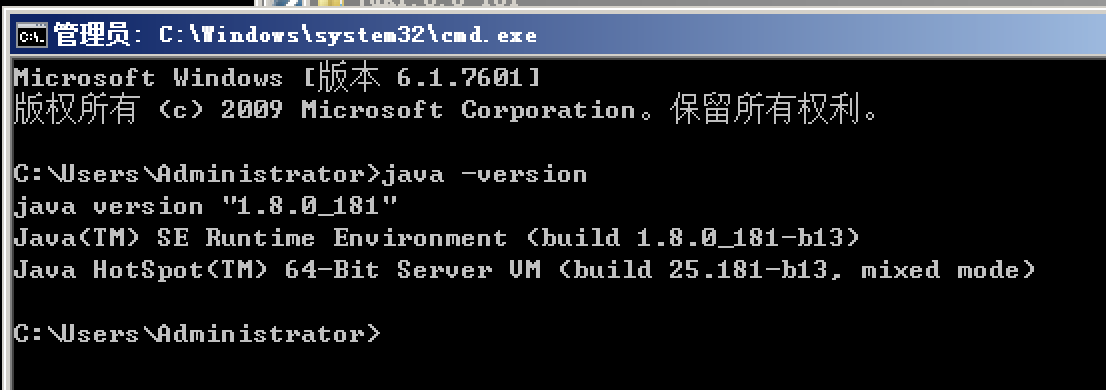 管理员: C:\Windows\system32\cmd.exe
Microsoft Windows [版本 6.1.7601]
版权所有 (c) 2009 Microsoft Corporation。保留所有权利。
C:\Users\Administrator>java -version
java version "1.8.0_181"
Java(TM) SE Runtime Environment (build 1.8.0_181-b13)
Java HotSpot(TM) 64-Bit Server VM (build 25.181-b13, mixed mode)
C:\Users\Administrator>